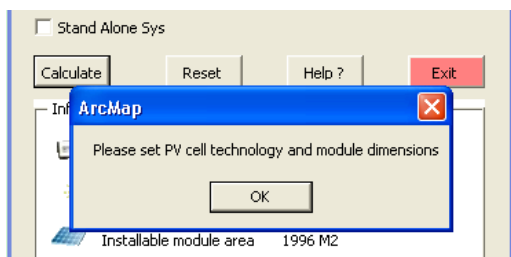 Stand Alone Sys
Calculate Reset Help ? Exit
ArcMap
Please set PV cell technology and module dimensions
OK
Installable module area 1996 M2